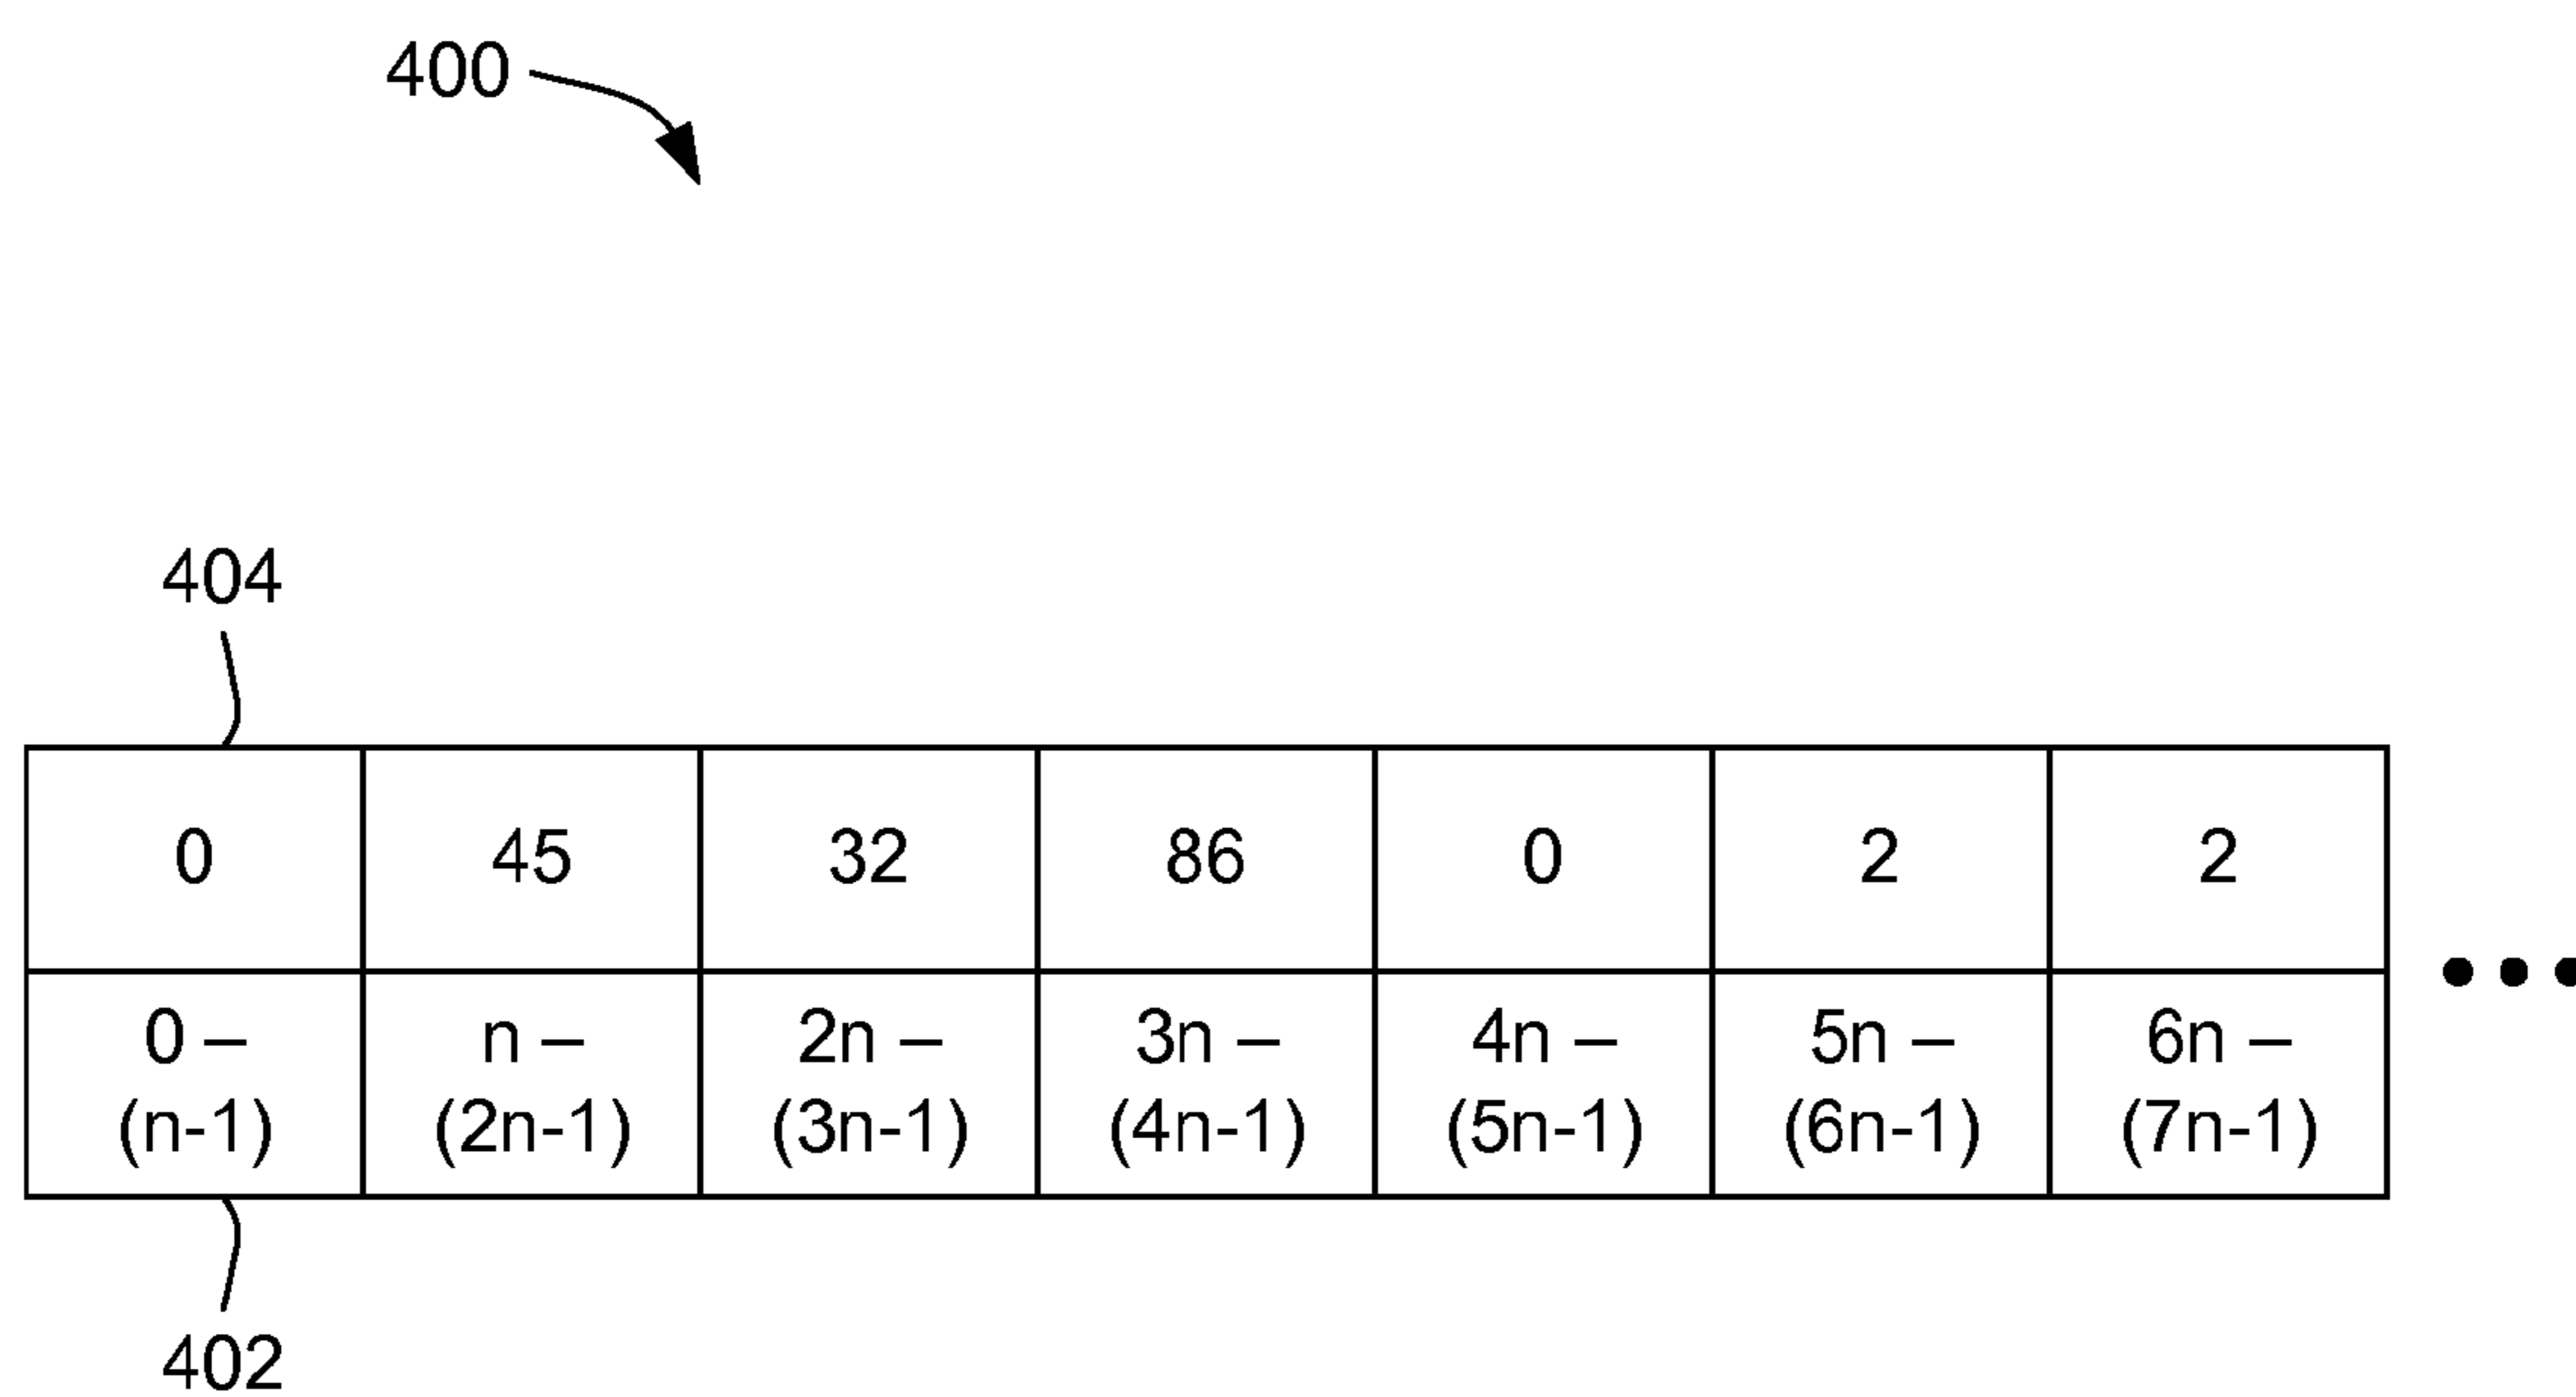 400
404
0 45 32 86 0 2 2
0 – n – 2n – 3n – 4n – 5n – 6n –
(n-1) (2n-1) (3n-1) (4n-1) (5n-1) (6n-1) (7n-1)
402